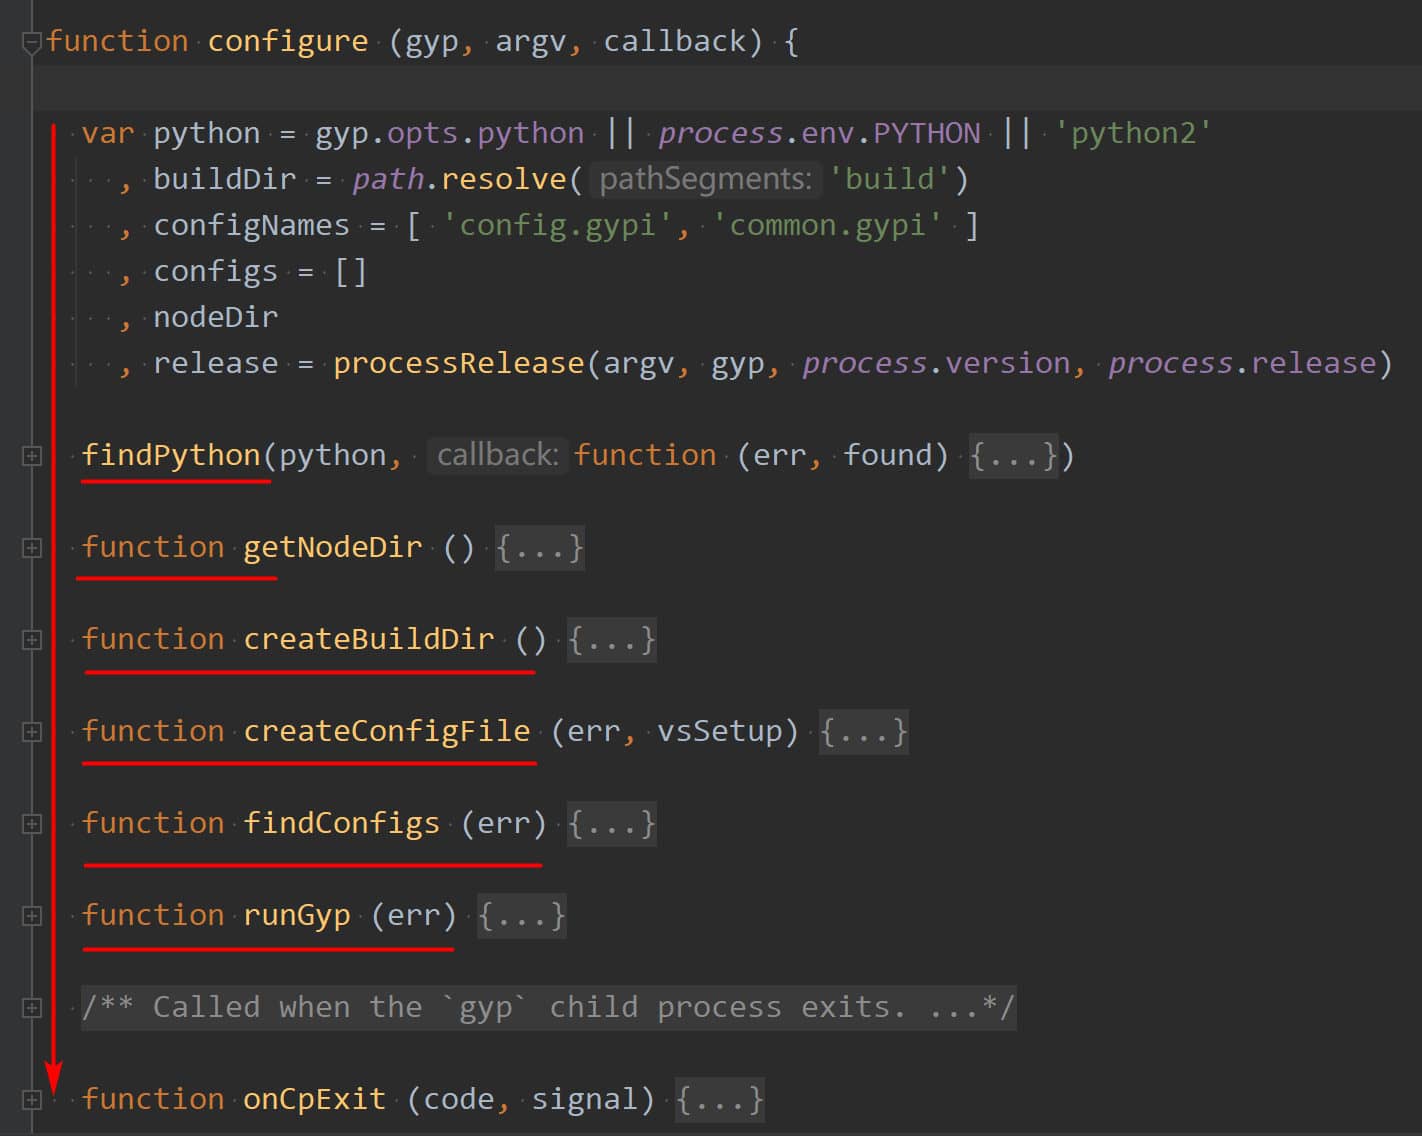 function configure (gyp, argv, callback) {
var python = gyp.opts.python || process.env.PYTHON || 'python2'
, buildDir = path.resolve( pathSegments: 'build')
, configNames = [ 'config.gypi', 'common.gypi' ]
, configs = []
, nodeDir
, release = processRelease(argv, gyp, process.version, process.release)
findPython(python, callback: function (err, found) {...})
function getNodeDir () {...}
function createBuildDir () {...}
function createConfigFile (err, vsSetup) {...}
function findConfigs (err) {...}
function runGyp (err) {...}
/** Called when the `gyp` child process exits. ...*/
function onCpExit (code, signal) {...}